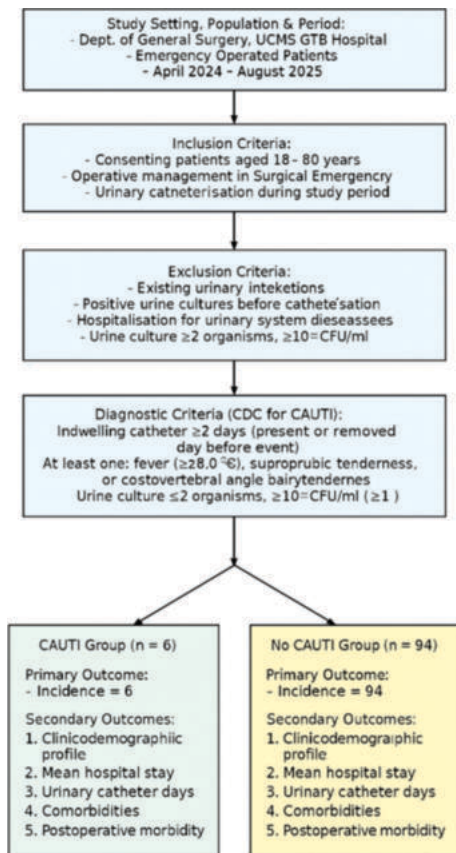 Study Setting, Population & Period:
- Dept. of General Surgery, UCMS GTB Hospital
- Emergency Operated Patients
– April 2024 – August 2025
Inclusion Criteria:
- Consenting patients aged 18– 80 years
- Operative management in Surgical Emergency
- Urinary catneterisation during study period
Exclusion Criteria:
- Existing urinary inteketions
- Positive urine cultures before cathete'sation
- Hospitalisation for urinary system dieseassees
- Urine culture ≥2 organisms, ≥10=CFU/ml
Diagnostic Criteria (CDC for CAUTI):
Indwelling catheter ≥2 days (present or removed
day before event)
At least one: fever (≥28.0 °C), suproprubic tenderness,
or costovertebral angle bairytendernes
Urine culture ≤2 organisms, ≥10=CFU/ml (≥1 )
CAUTI Group (n = 6)
Primary Outcome:
– Incidence = 6
Secondary Outcomes:
1. Clinicodemographiic
profile
2. Mean hospital stay
3. Urinary catheter days
4. Comorbidities
5. Postoperative morbidity
No CAUTI Group (n = 94)
Primary Outcome:
– Incidence = 94
Secondary Outcomes:
1. Clinicodemographic
profile
2. Mean hospital stay
3. Urinary catheter days
4. Comorbidities
5. Postoperative morbidity